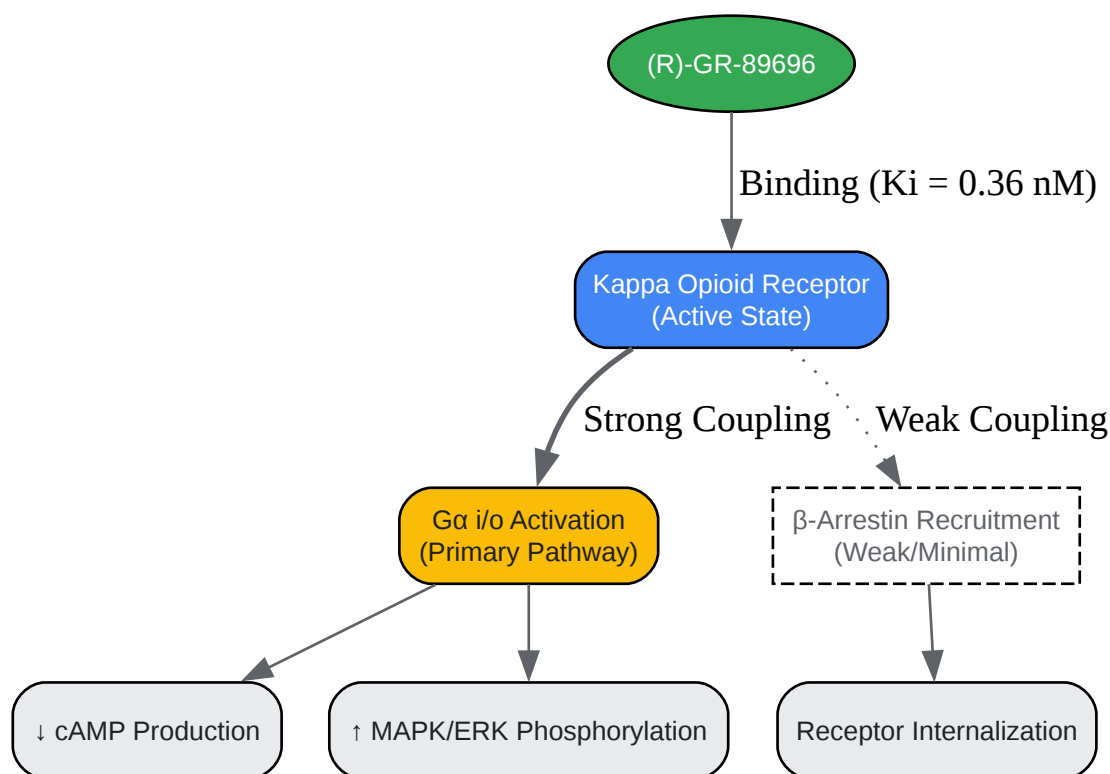 (R)-GR-89696
Binding (Ki = 0.36 nM)
Kappa Opioid Receptor
(Active State)
Strong Coupling
Weak Coupling
Gα i/o Activation
(Primary Pathway)
β-Arrestin Recruitment
(Weak/Minimal)
↓ cAMP Production
↑ MAPK/ERK Phosphorylation
Receptor Internalization